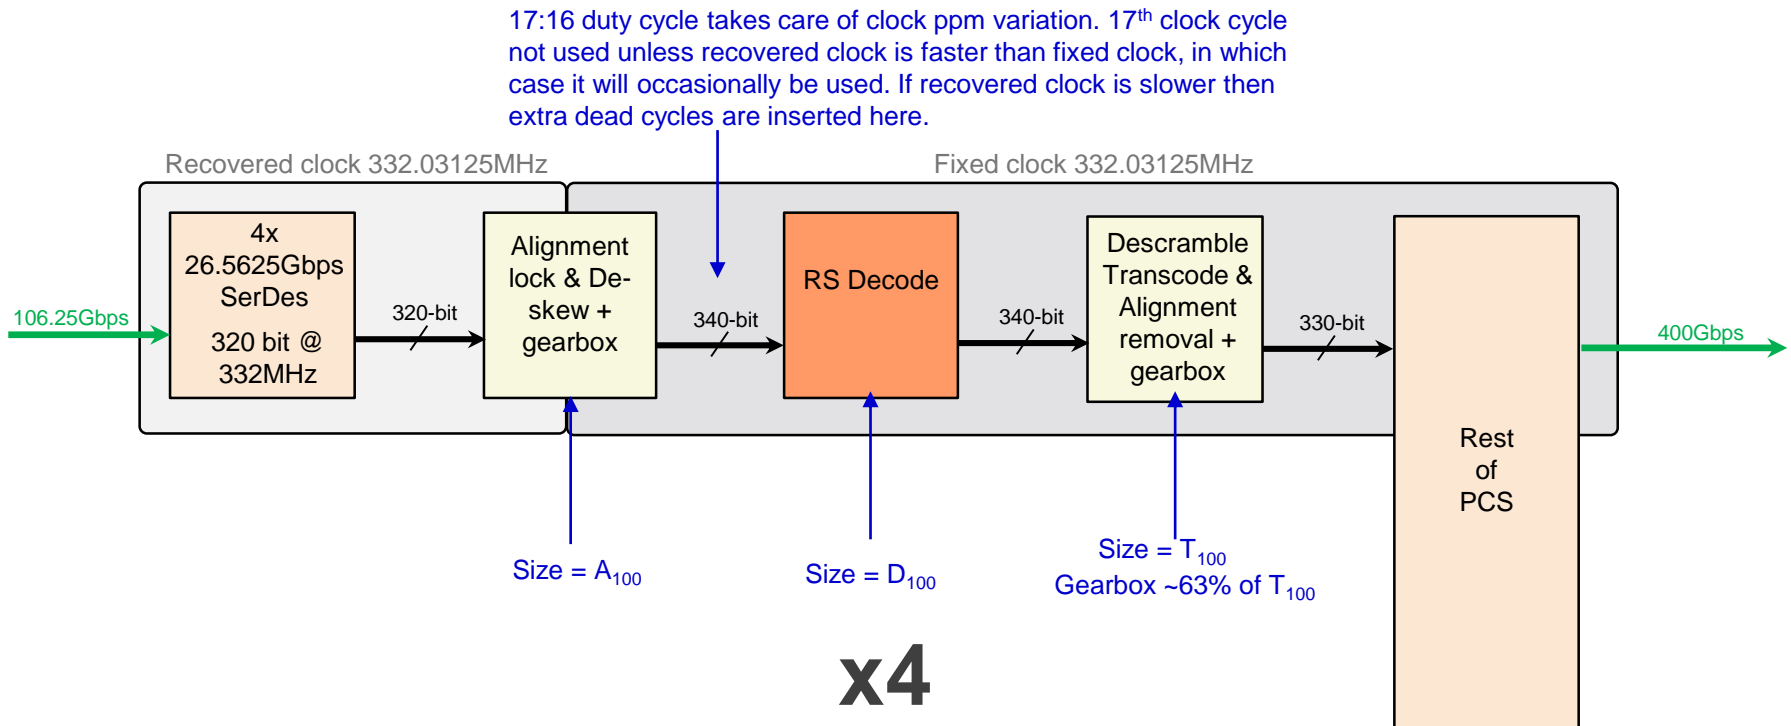 17:16 duty cycle takes care of clock ppm variation. 17th clock cycle
not used unless recovered clock is faster than fixed clock, in which
case it will occasionally be used. If recovered clock is slower then
extra dead cycles are inserted here.
Recovered clock 332.03125MHz
Fixed clock 332.03125MHz
106.25Gbps
4x
26.5625Gbps
SerDes
320 bit @
332MHz
320-bit
Alignment
lock & De-
skew +
gearbox
340-bit
RS Decode
340-bit
Descramble
Transcode &
Alignment
removal +
gearbox
330-bit
Rest
of
PCS
400Gbps
Size = A100
Size = D100
Size = T100
Gearbox ~63% of T100
x4